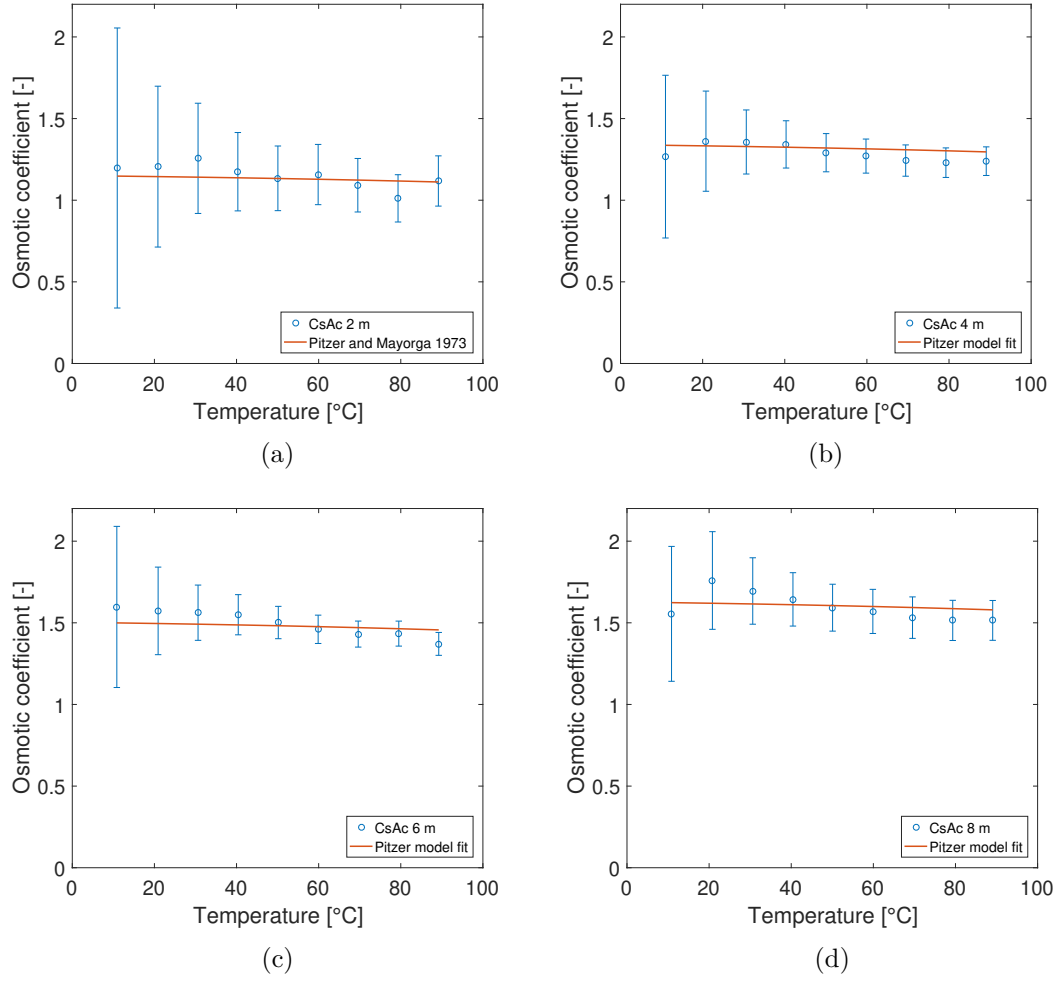 2
1.5
1
0.5
0
Osmotic coefficient [-]
0 20 40 60 80 100
Temperature [°C]
CsAc 2 m
Pitzer and Mayorga 1973
(a)
2
1.5
1
0.5
0
Osmotic coefficient [-]
0 20 40 60 80 100
Temperature [°C]
CsAc 4 m
Pitzer model fit
(b)
2
1.5
1
0.5
0
Osmotic coefficient [-]
0 20 40 60 80 100
Temperature [°C]
CsAc 6 m
Pitzer model fit
(c)
2
1.5
1
0.5
0
Osmotic coefficient [-]
0 20 40 60 80 100
Temperature [°C]
CsAc 8 m
Pitzer model fit
(d)